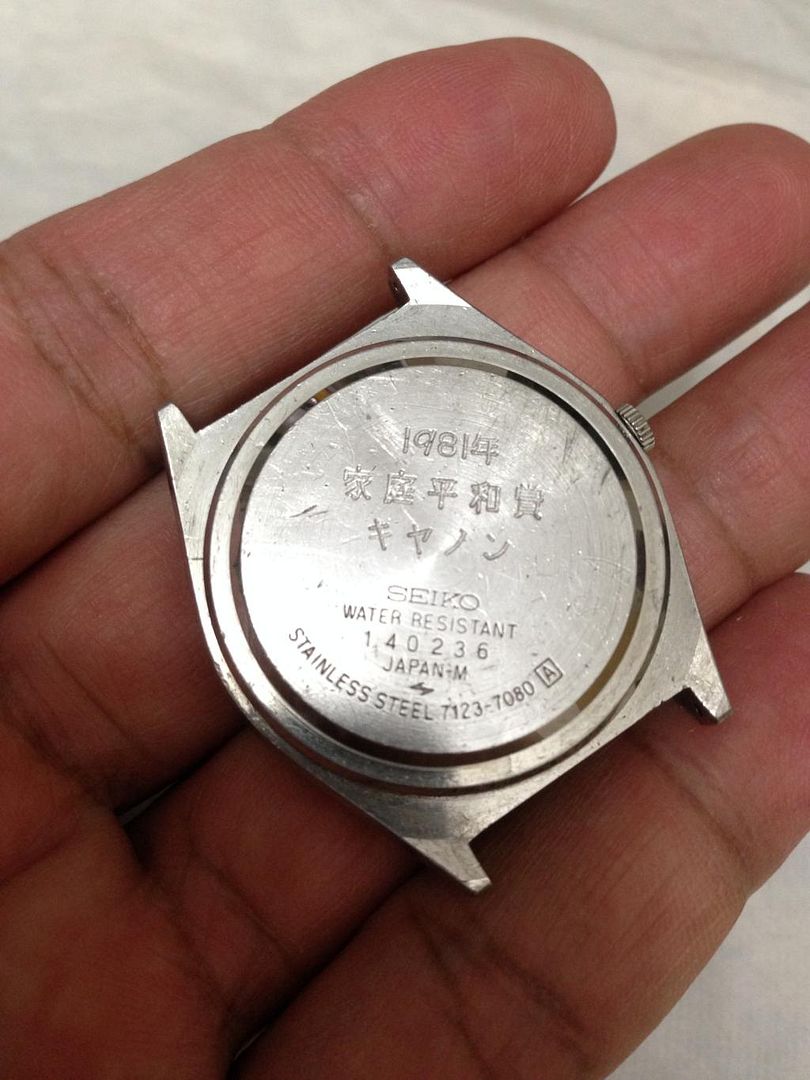 1981年
家庭平和賞
キヤノン
SEIKO
WATER RESISTANT
140236
JAPAN-M
STAINLESS STEEL 7123-7080 A